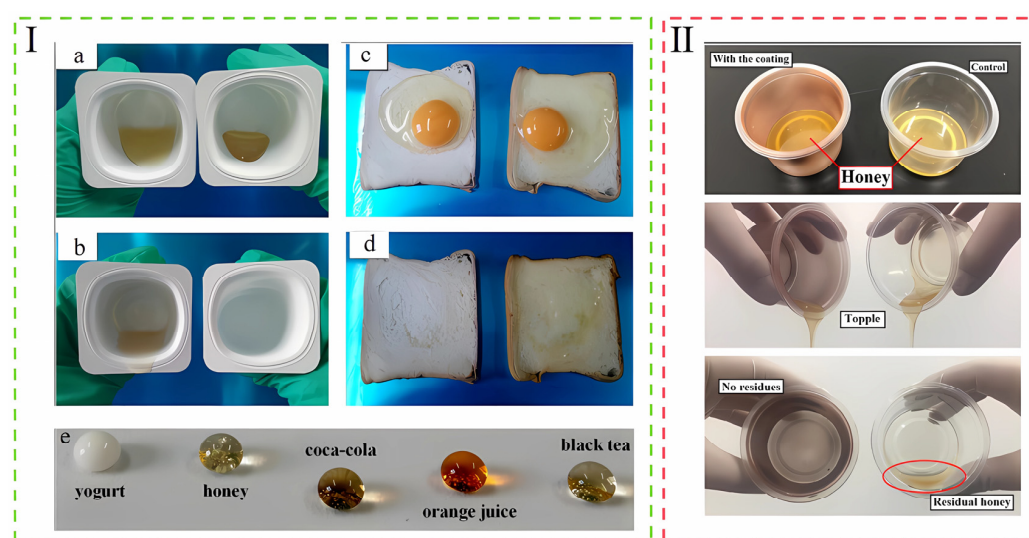 I
a
b
c
d
e
yogurt
honey
coca-cola
orange juice
black tea
II
With the coating
Control
Honey
Topple
No residues
Residual honey